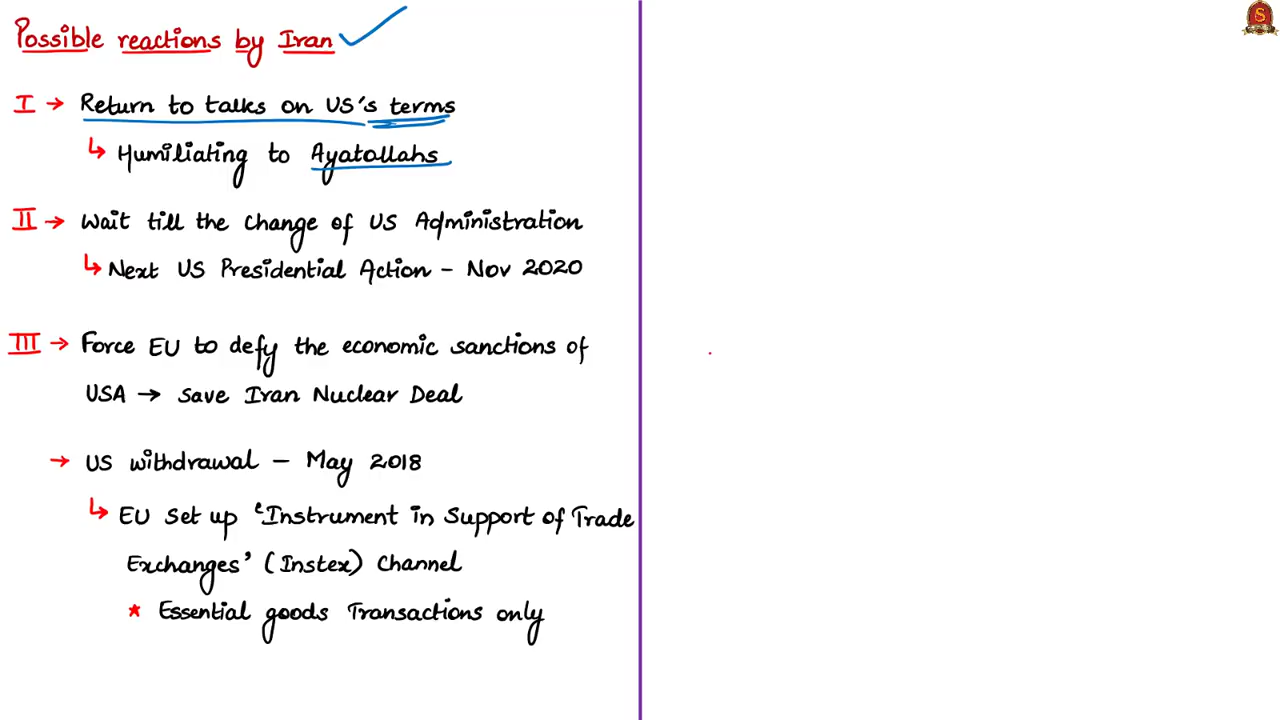 Possible reactions by Iran
I → Return to talks on US's terms
↳ Humiliating to Ayatollahs
II → Wait till the change of US Administration
↳ Next US Presidential Action - Nov 2020
III → Force EU to defy the economic sanctions of
USA → save Iran Nuclear Deal
→ US withdrawal - May 2018
↳ EU set up 'Instrument in Support of Trade
Exchanges' (Instex) Channel
* Essential goods Transactions only